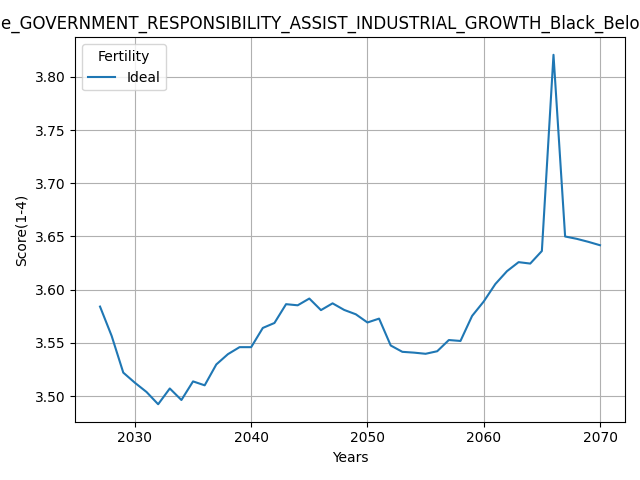 e_GOVERNMENT_RESPONSIBILITY_ASSIST_INDUSTRIAL_GROWTH_Black_Belo
Fertility
Ideal
3.80
3.75
3.70
3.65
3.60
3.55
3.50
Score(1-4)
2030 2040 2050 2060 2070
Years